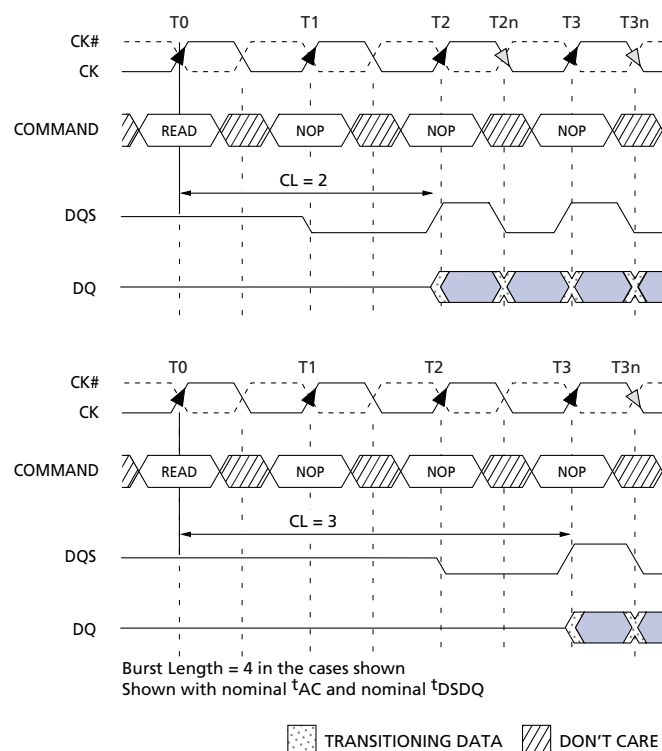 T0 T1 T2 T2n T3 T3n
CK#
CK
COMMAND READ NOP NOP NOP
CL = 2
DQS
DQ
T0 T1 T2 T3 T3n
CK#
CK
COMMAND READ NOP NOP NOP
CL = 3
DQS
DQ
Burst Length = 4 in the cases shown
Shown with nominal tAC and nominal tDSDQ
TRANSITIONING DATA DON'T CARE